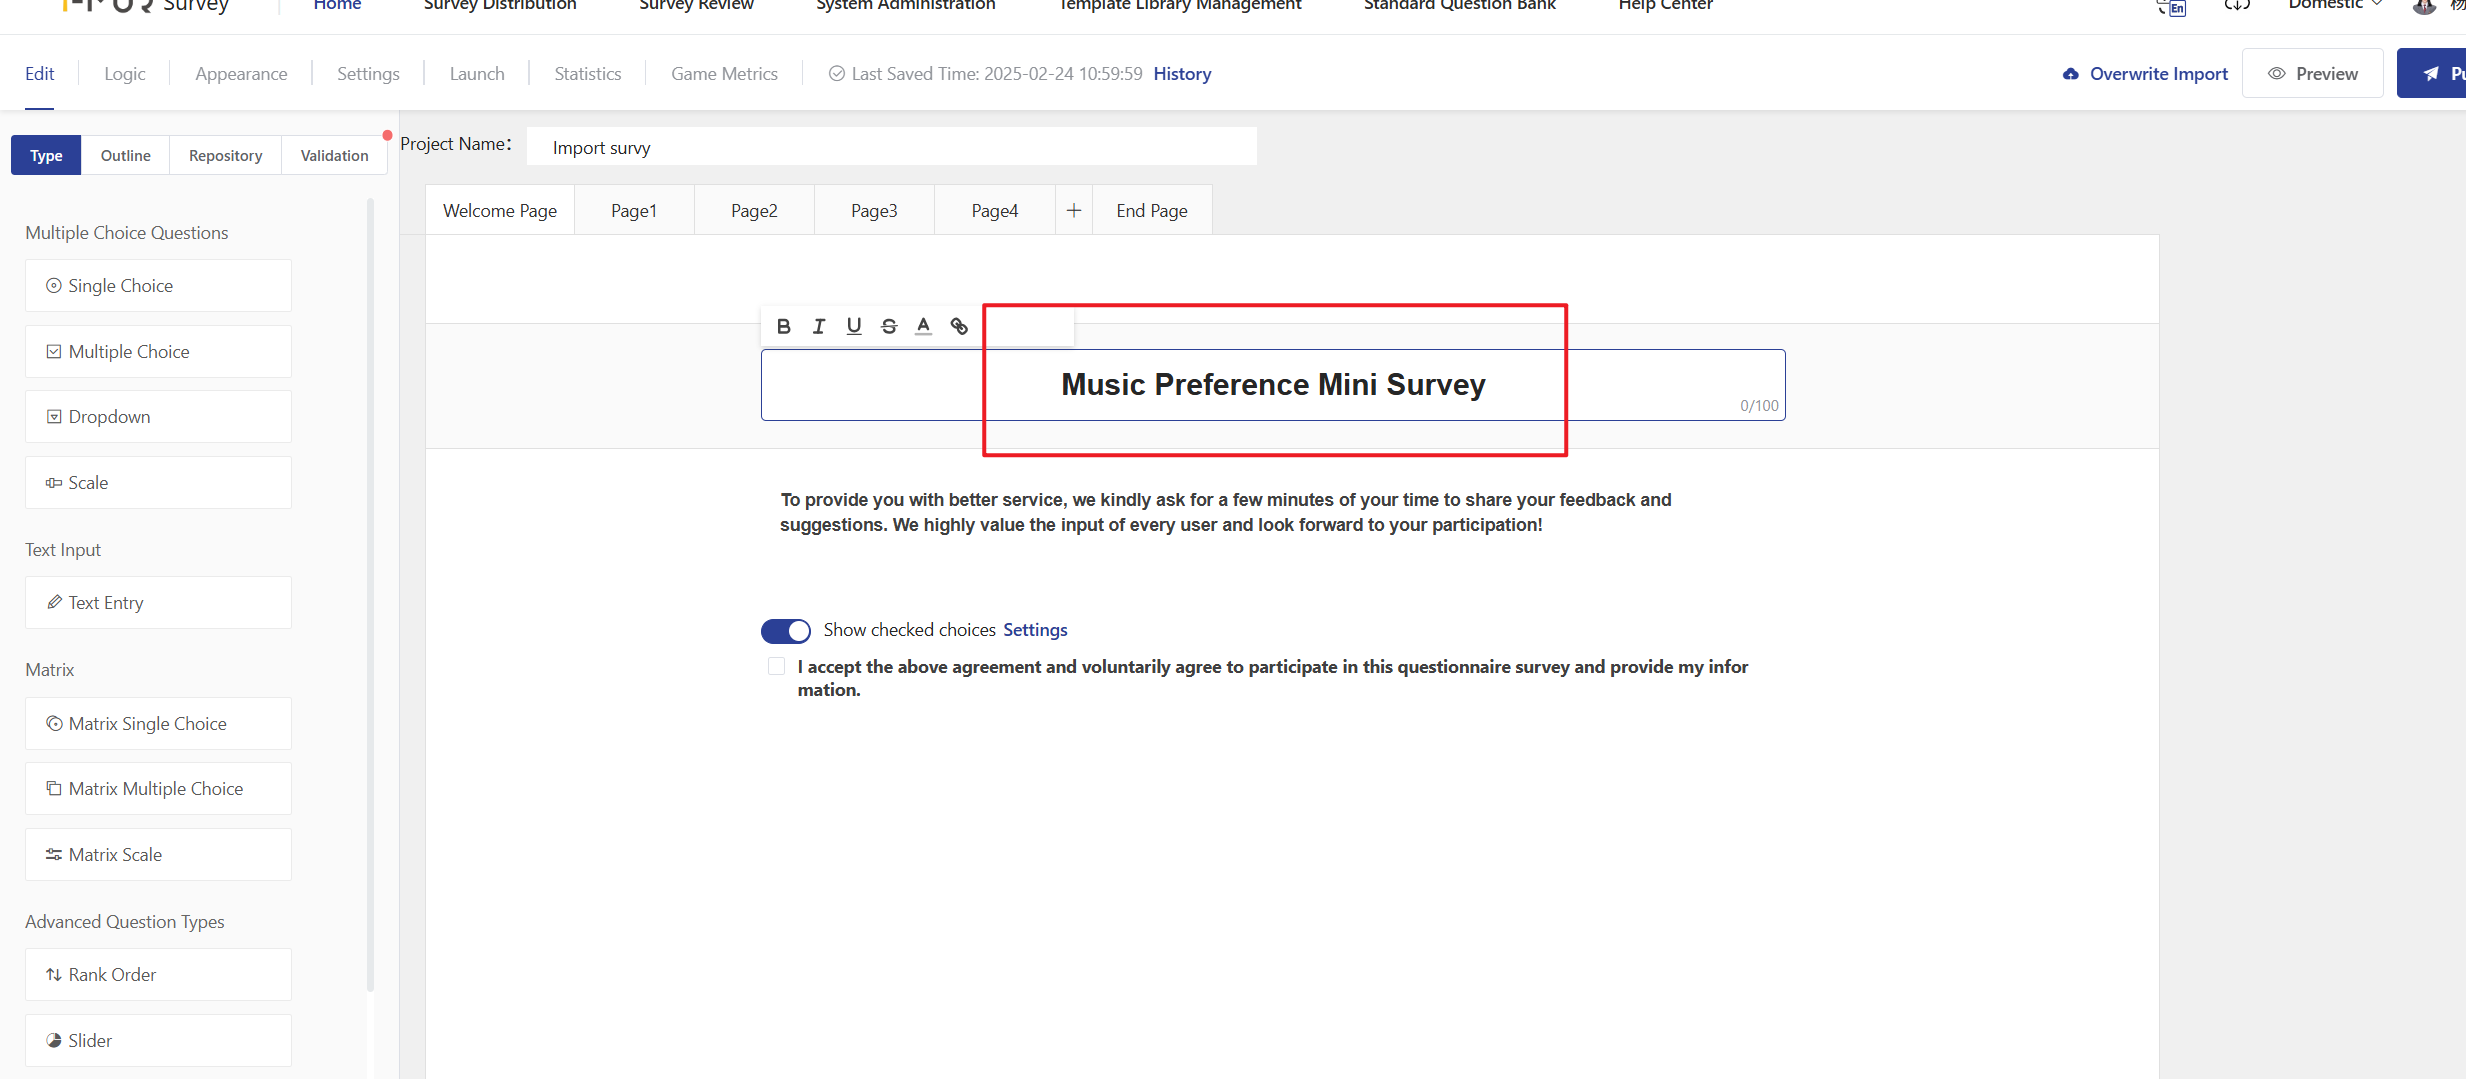 Survey
Home
Survey Distribution
Survey Review
System Administration
Template Library Management
Standard Question Bank
Help Center
En
Domestic
杨
Edit
Logic
Appearance
Settings
Launch
Statistics
Game Metrics
Last Saved Time: 2025-02-24 10:59:59 History
Overwrite Import
Preview
Type
Outline
Repository
Validation
Project Name：
Import survy
Welcome Page
Page1
Page2
Page3
Page4
+
End Page
Multiple Choice Questions
Single Choice
Multiple Choice
Dropdown
Scale
Text Input
Text Entry
Matrix
Matrix Single Choice
Matrix Multiple Choice
Matrix Scale
Advanced Question Types
Rank Order
Slider
B I U S A
Music Preference Mini Survey
0/100
To provide you with better service, we kindly ask for a few minutes of your time to share your feedback and
suggestions. We highly value the input of every user and look forward to your participation!
Show checked choices Settings
I accept the above agreement and voluntarily agree to participate in this questionnaire survey and provide my infor
mation.